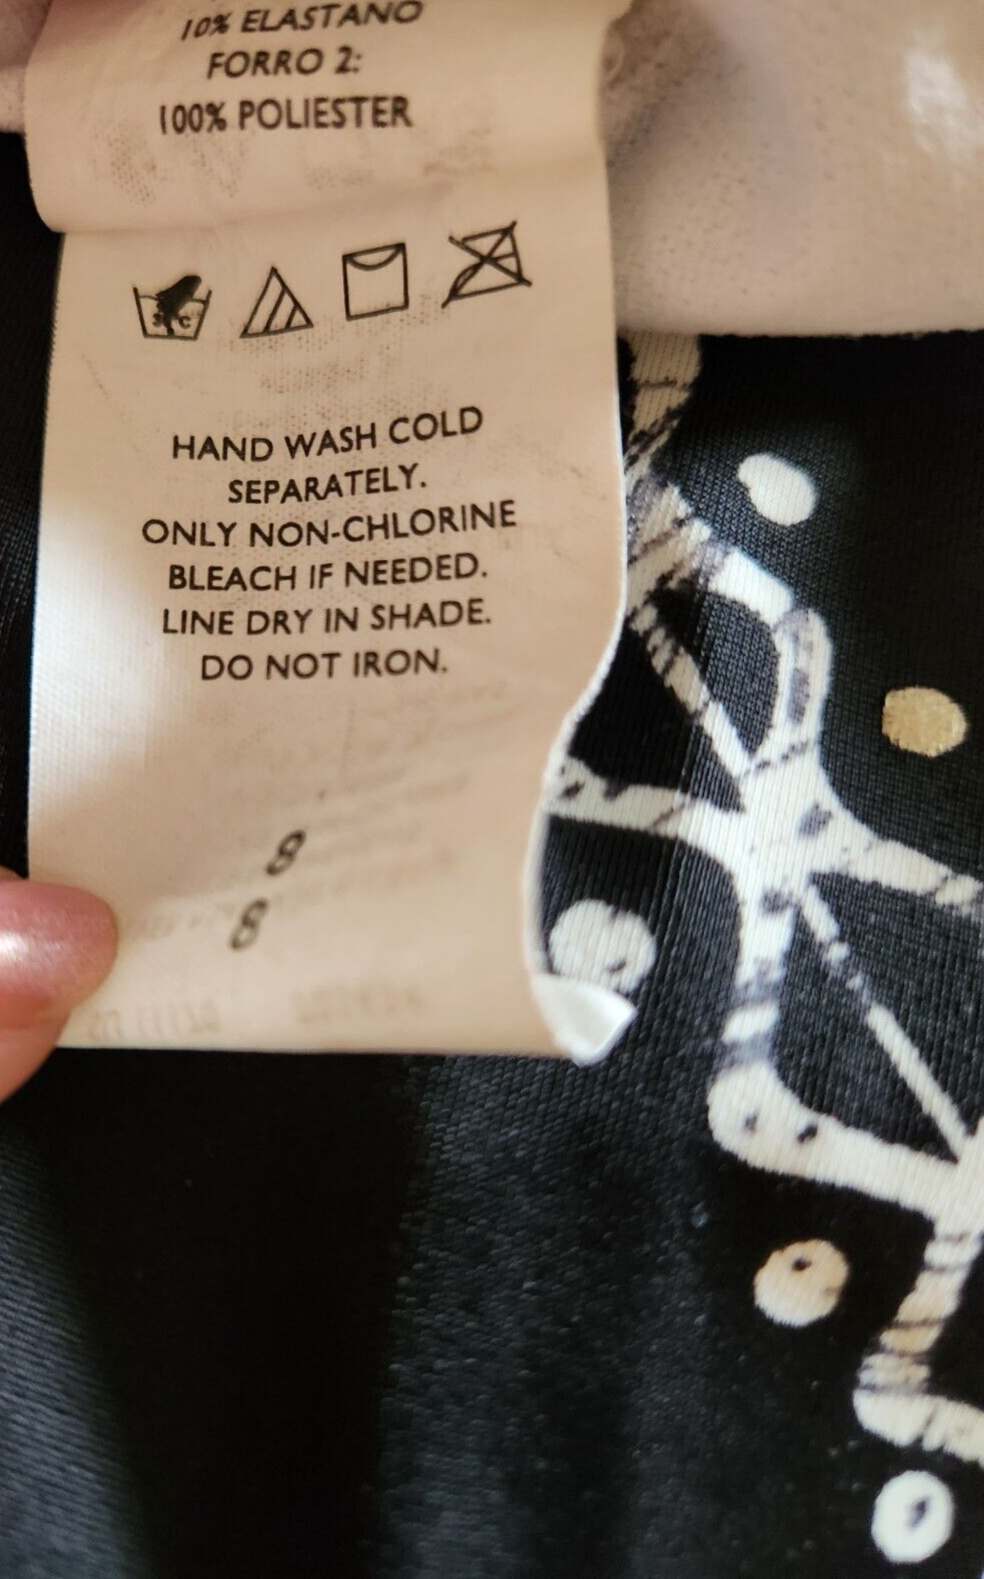 10% ELASTANO
FORRO 2:
100% POLIESTER
HAND WASH COLD
SEPARATELY.
ONLY NON-CHLORINE
BLEACH IF NEEDED.
LINE DRY IN SHADE.
DO NOT IRON.
8
8